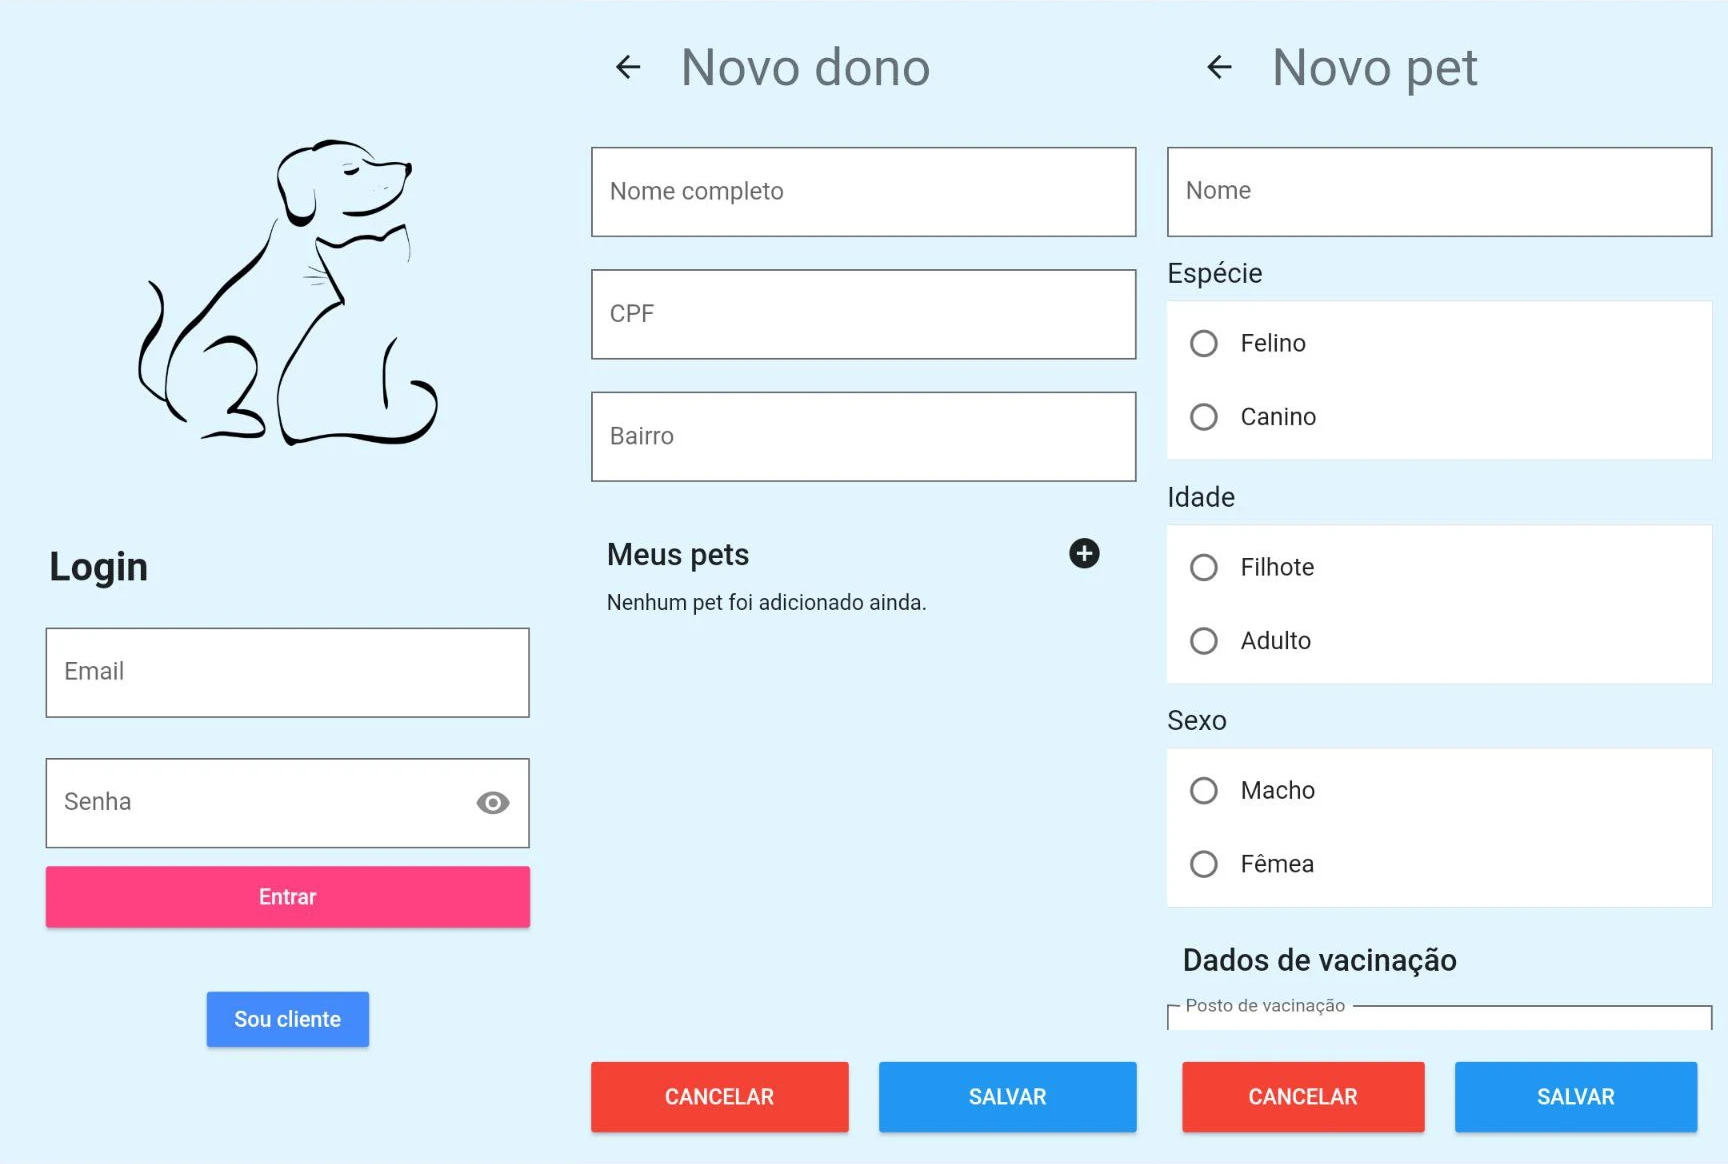 Login
Email
Senha
Entrar
Sou cliente
Novo dono
Nome completo
CPF
Bairro
Meus pets
Nenhum pet foi adicionado ainda.
CANCELAR
SALVAR
Novo pet
Nome
Espécie
Felino
Canino
Idade
Filhote
Adulto
Sexo
Macho
Fêmea
Dados de vacinação
Posto de vacinação
CANCELAR
SALVAR